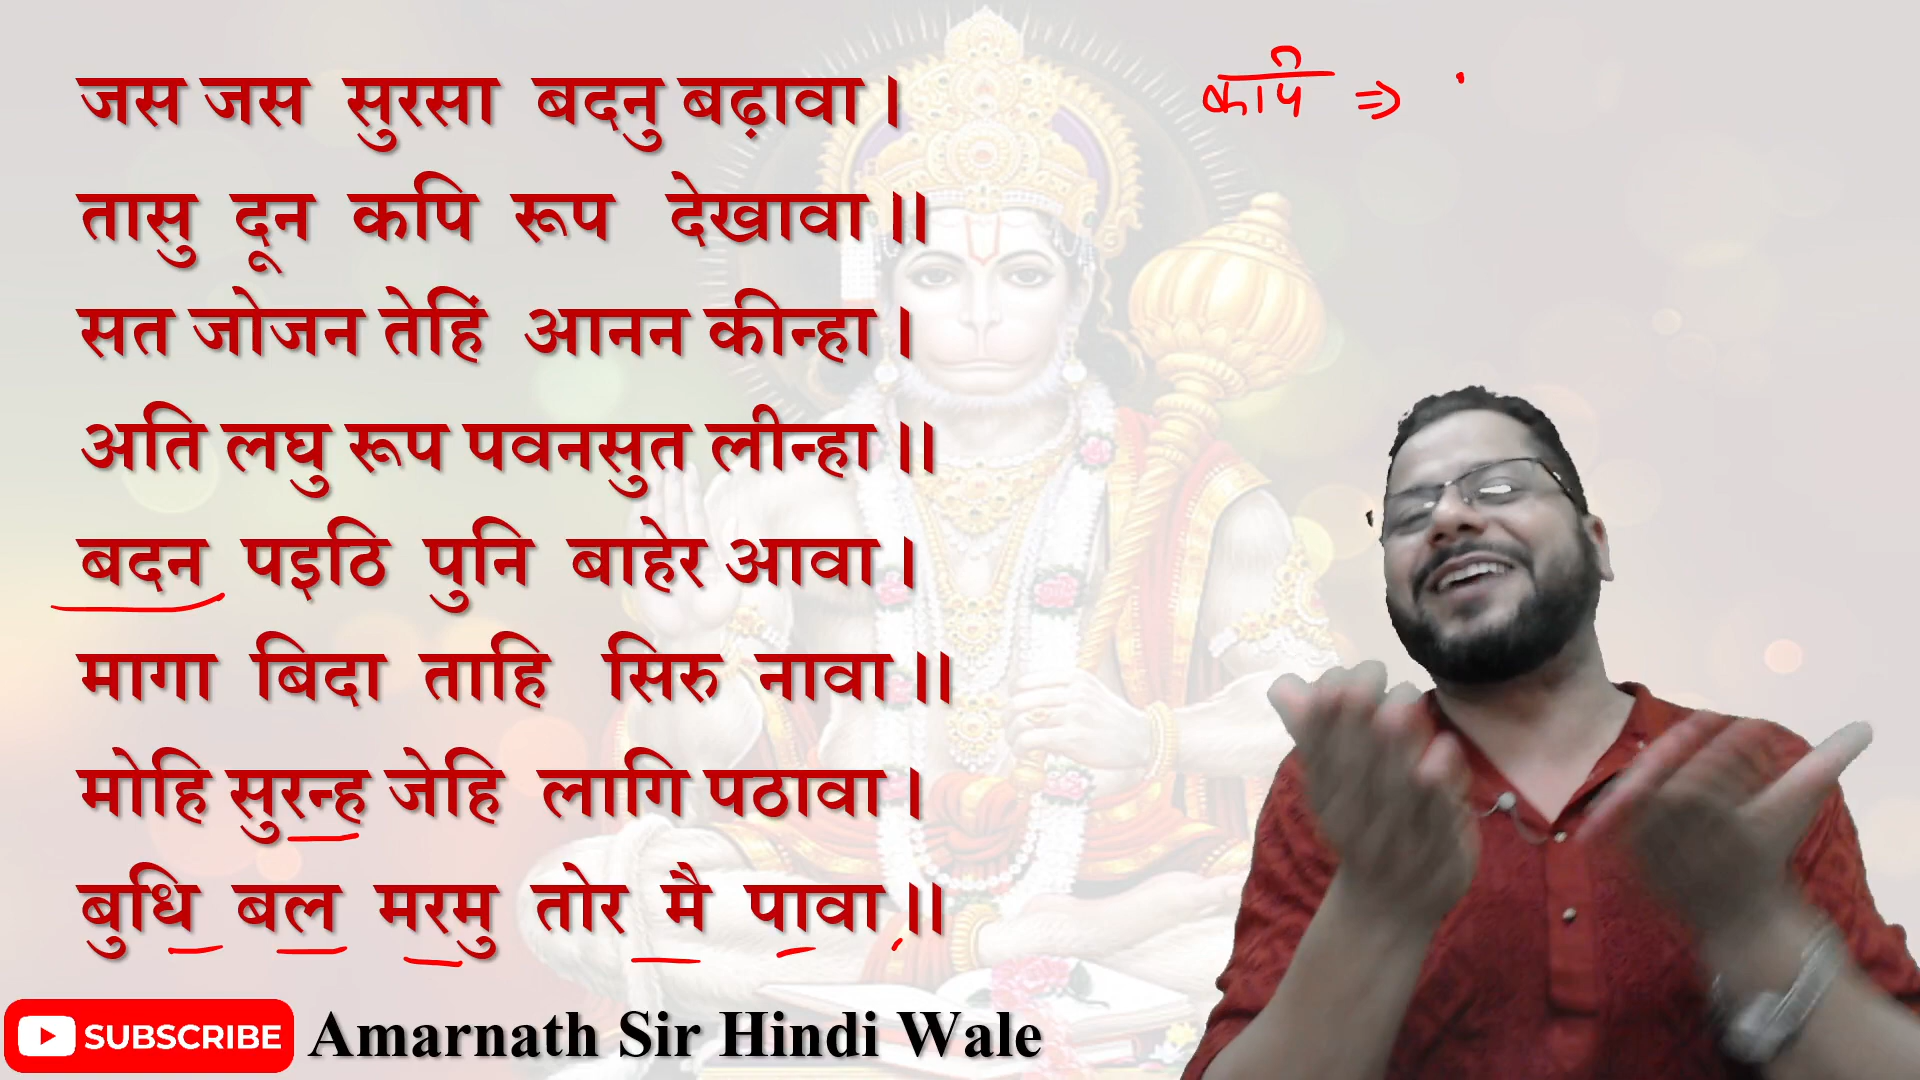 जस जस सुरसा बदनु बढ़ावा ।
तासु दून कपि रूप देखावा ॥
सत जोजन तेहिं आनन कीन्हा ।
अति लघु रूप पवनसुत लीन्हा ॥
बदन पइठि पुनि बाहेर आवा ।
मागा बिदा ताहि सिरु नावा ॥
मोहि सुरन्ह जेहि लागि पठावा ।
बुधि बल मरमु तोर मै पावा ॥
कपि ⇒
SUBSCRIBE Amarnath Sir Hindi Wale